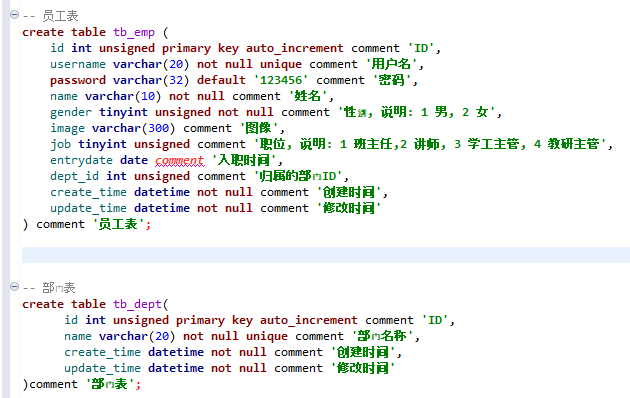 -- 员工表
create table tb_emp (
    id int unsigned primary key auto_increment comment 'ID',
    username varchar(20) not null unique comment '用户名',
    password varchar(32) default '123456' comment '密码',
    name varchar(10) not null comment '姓名',
    gender tinyint unsigned not null comment '性别, 说明: 1 男, 2 女',
    image varchar(300) comment '图像',
    job tinyint unsigned comment '职位, 说明: 1 班主任,2 讲师, 3 学工主管, 4 教研主管',
    entrydate date comment '入职时间',
    dept_id int unsigned comment '归属的部门ID',
    create_time datetime not null comment '创建时间',
    update_time datetime not null comment '修改时间'
) comment '员工表';
-- 部门表
create table tb_dept(
      id int unsigned primary key auto_increment comment 'ID',
      name varchar(20) not null unique comment '部门名称',
      create_time datetime not null comment '创建时间',
      update_time datetime not null comment '修改时间'
)comment '部门表';